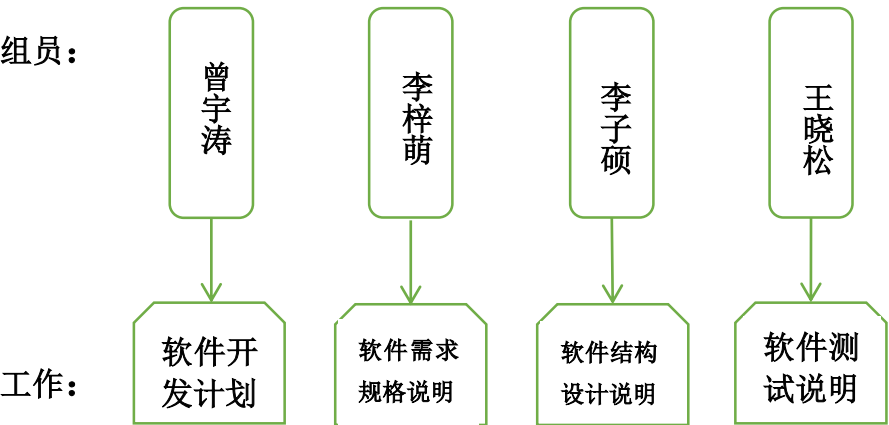 组员：
曾宇涛
李梓萌
李子硕
王晓松
工作：
软件开
发计划
软件需求
规格说明
软件结构
设计说明
软件测
试说明